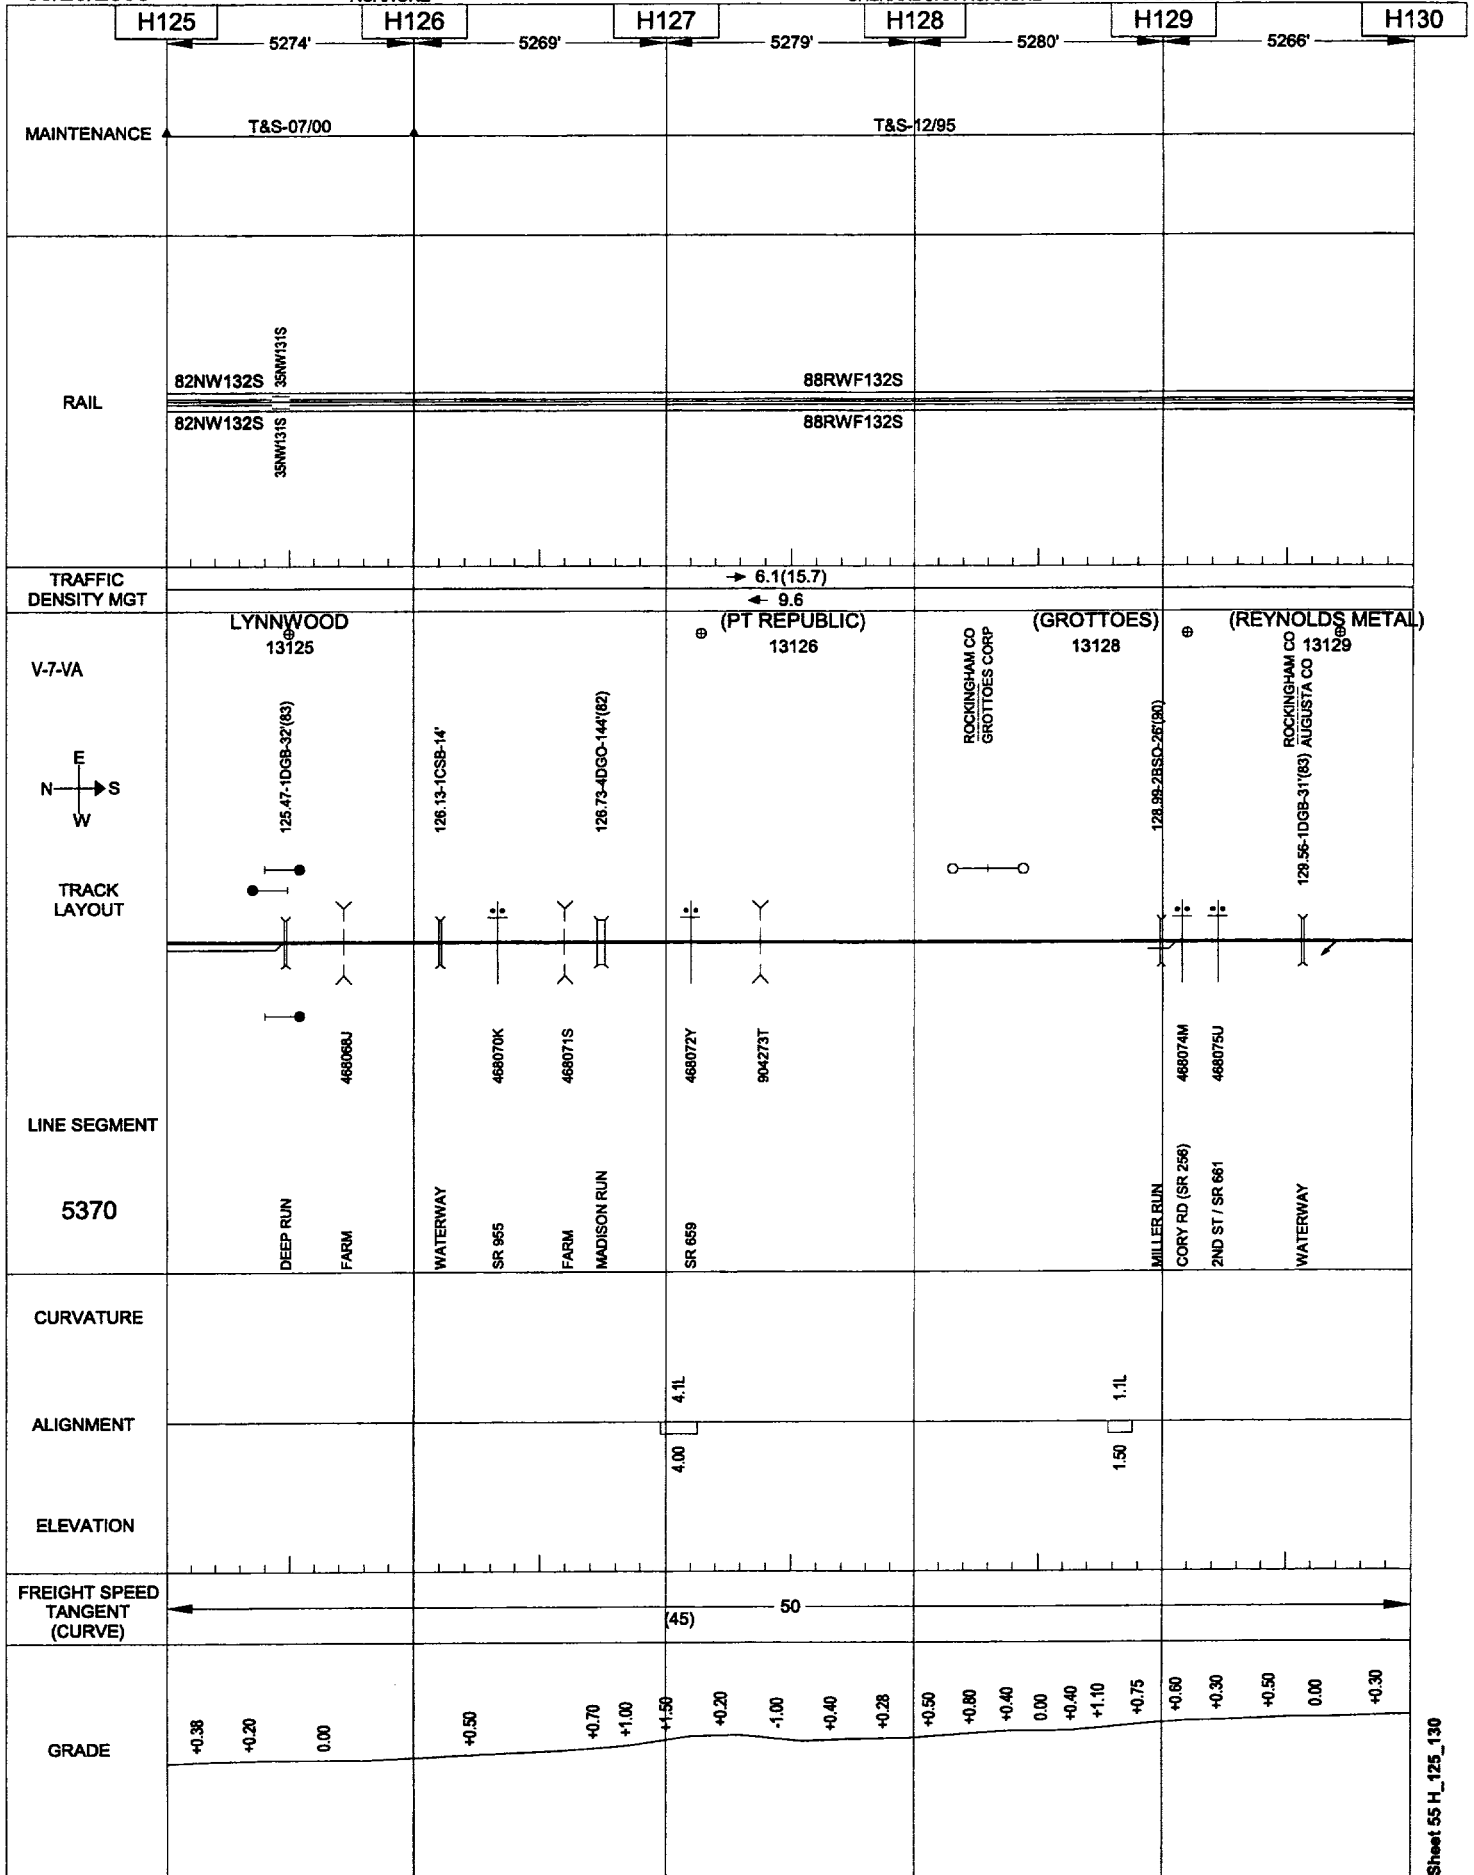 H125 H126 H127 H128 H129 H130
5274' 5269' 5279' 5280' 5266'
MAINTENANCE T&S-07/00 T&S-12/95
35NW131S
82NW132S 88RWF132S
RAIL
82NW132S 88RWF132S
35NW131S
TRAFFIC
DENSITY MGT
6.1(15.7)
9.6
LYNNWOOD (PT REPUBLIC) (GROTTOES) (REYNOLDS METAL)
13125 13126 13128 13129
V-7-VA
ROCKINGHAM CO
GROTTOES CORP
ROCKINGHAM CO
AUGUSTA CO
125.47-1DGB-32'(83)
126.13-1CSB-14'
126.73-4DGO-144'(82)
128.99-2BSO-26'(90)
129.56-1DGB-31'(83)
E
N S
W
TRACK
LAYOUT
468068J
468070K
468071S
468072Y
904273T
468074M
468075U
LINE SEGMENT
5370
DEEP RUN
FARM
WATERWAY
SR 955
FARM
MADISON RUN
SR 659
MILLER RUN
CORY RD (SR 256)
2ND ST / SR 661
WATERWAY
CURVATURE
4.1L 1.1L
ALIGNMENT
4.00 1.50
ELEVATION
FREIGHT SPEED
TANGENT
(CURVE)
50
(45)
GRADE
+0.38
+0.20
0.00
+0.50
+0.70
+1.00
+1.50
+0.20
-1.00
+0.40
+0.28
+0.50
+0.80
+0.40
0.00
+0.40
+1.10
+0.75
+0.60
+0.30
+0.50
0.00
+0.30
Sheet 55 H_125_130